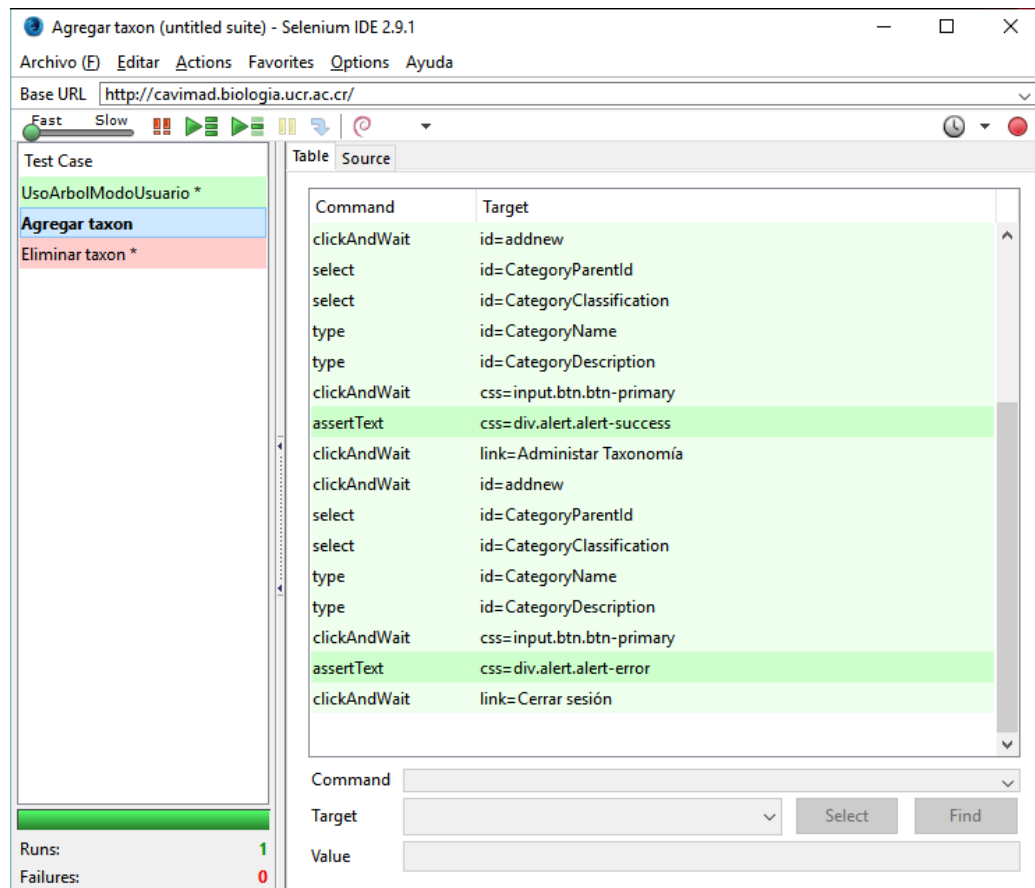 Agregar taxon (untitled suite) - Selenium IDE 2.9.1
Archivo (F) Editar Actions Favorites Options Ayuda
Base URL http://cavimad.biologia.ucr.ac.cr/
Fast Slow
Test Case
UsoArbolModoUsuario *
Agregar taxon
Eliminar taxon *
Runs: 1
Failures: 0
Table Source
Command Target
clickAndWait id=addnew
select id=CategoryParentId
select id=CategoryClassification
type id=CategoryName
type id=CategoryDescription
clickAndWait css=input.btn.btn-primary
assertText css=div.alert.alert-success
clickAndWait link=Administar Taxonomía
clickAndWait id=addnew
select id=CategoryParentId
select id=CategoryClassification
type id=CategoryName
type id=CategoryDescription
clickAndWait css=input.btn.btn-primary
assertText css=div.alert.alert-error
clickAndWait link=Cerrar sesión
Command
Target Select Find
Value